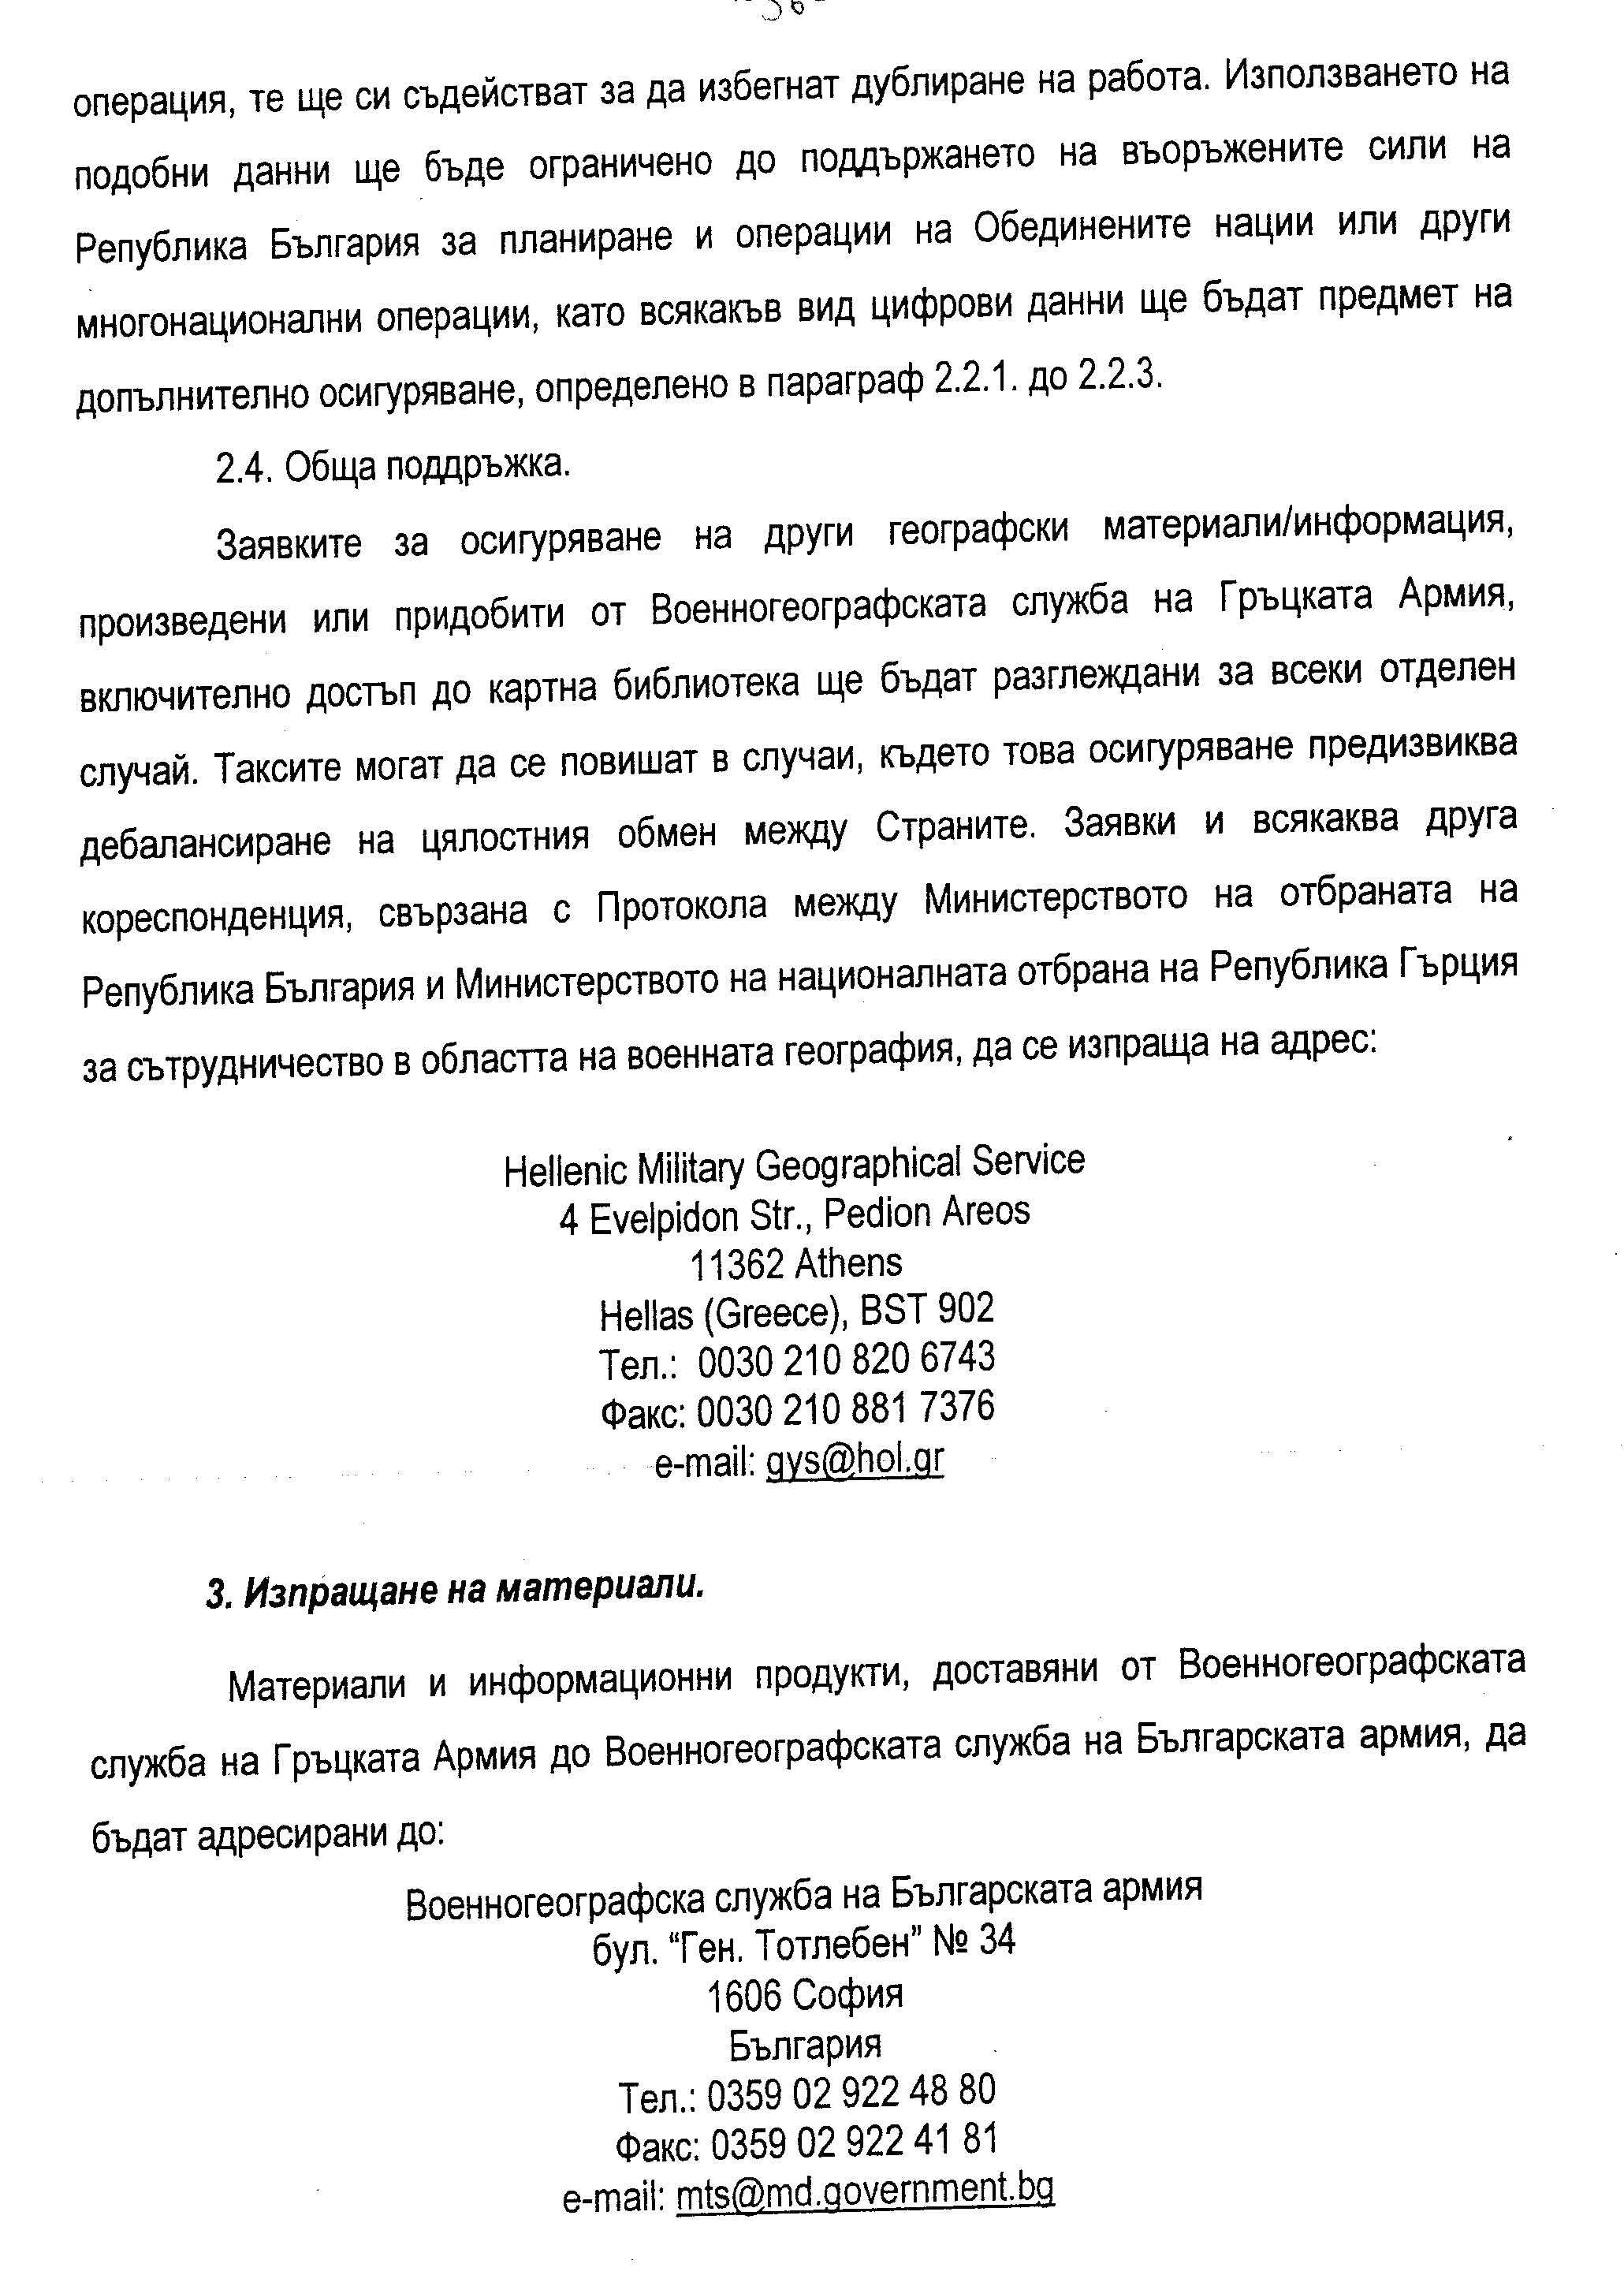 операция, те ще си съдействат за да избегнат дублиране на работа. Използването на
подобни данни ще бъде ограничено до поддържането на въоръжените сили на
Република България за планиране и операции на Обединените нации или други
многонационални операции, като всякакъв вид цифрови данни ще бъдат предмет на
допълнително осигуряване, определено в параграф 2.2.1. до 2.2.3.
2.4. Обща поддръжка.
Заявките за осигуряване на други географски материали/информация,
произведени или придобити от Военногеографската служба на Гръцката Армия,
включително достъп до картна библиотека ще бъдат разглеждани за всеки отделен
случай. Таксите могат да се повишат в случаи, където това осигуряване предизвиква
дебалансиране на цялостния обмен между Страните. Заявки и всякаква друга
кореспонденция, свързана с Протокола между Министерството на отбраната на
Република България и Министерството на националната отбрана на Република Гърция
за сътрудничество в областта на военната география, да се изпраща на адрес:
Hellenic Military Geographical Service
4 Evelpidon Str., Pedion Areos
11362 Athens
Hellas (Greece), BST 902
Тел.: 0030 210 820 6743
Факс: 0030 210 881 7376
e-mail: gys@hol.gr
3. Изпращане на материали.
Материали и информационни продукти, доставяни от Военногеографската
служба на Гръцката Армия до Военногеографската служба на Българската армия, да
бъдат адресирани до:
Военногеографска служба на Българската армия
бул. "Ген. Тотлебен" № 34
1606 София
България
Тел.: 0359 02 922 48 80
Факс: 0359 02 922 41 81
e-mail: mts@md.government.bg